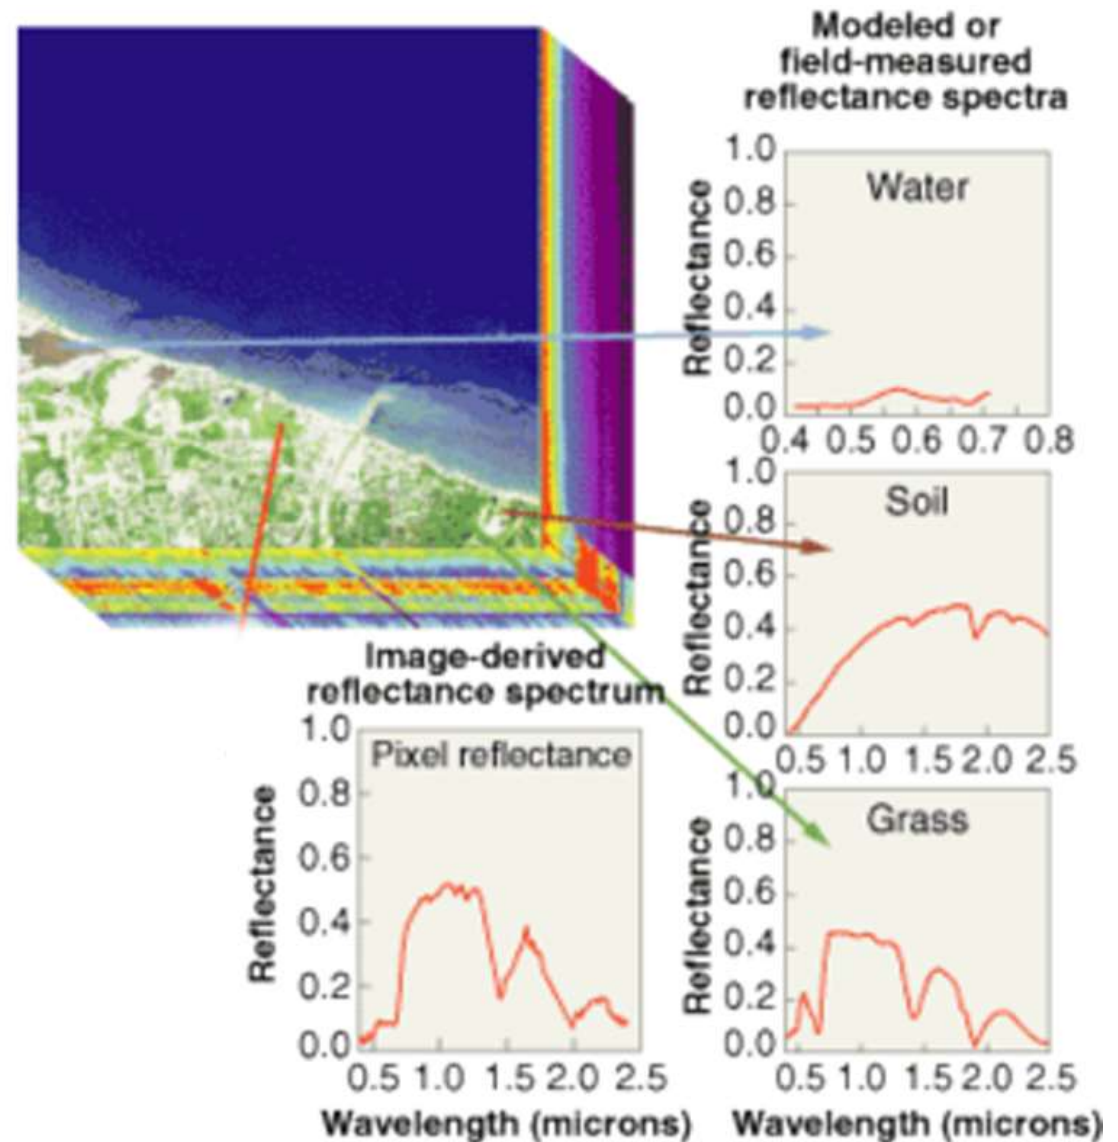 Modeled or
field-measured
reflectance spectra
Water
Reflectance
1.0
0.8
0.6
0.4
0.2
0.0
0.4 0.5 0.6 0.7 0.8
Soil
Reflectance
1.0
0.8
0.6
0.4
0.2
0.0
0.5 1.0 1.5 2.0 2.5
Image-derived
reflectance spectrum
Pixel reflectance
Reflectance
1.0
0.8
0.6
0.4
0.2
0.0
0.5 1.0 1.5 2.0 2.5
Wavelength (microns)
Grass
Reflectance
1.0
0.8
0.6
0.4
0.2
0.0
0.5 1.0 1.5 2.0 2.5
Wavelength (microns)